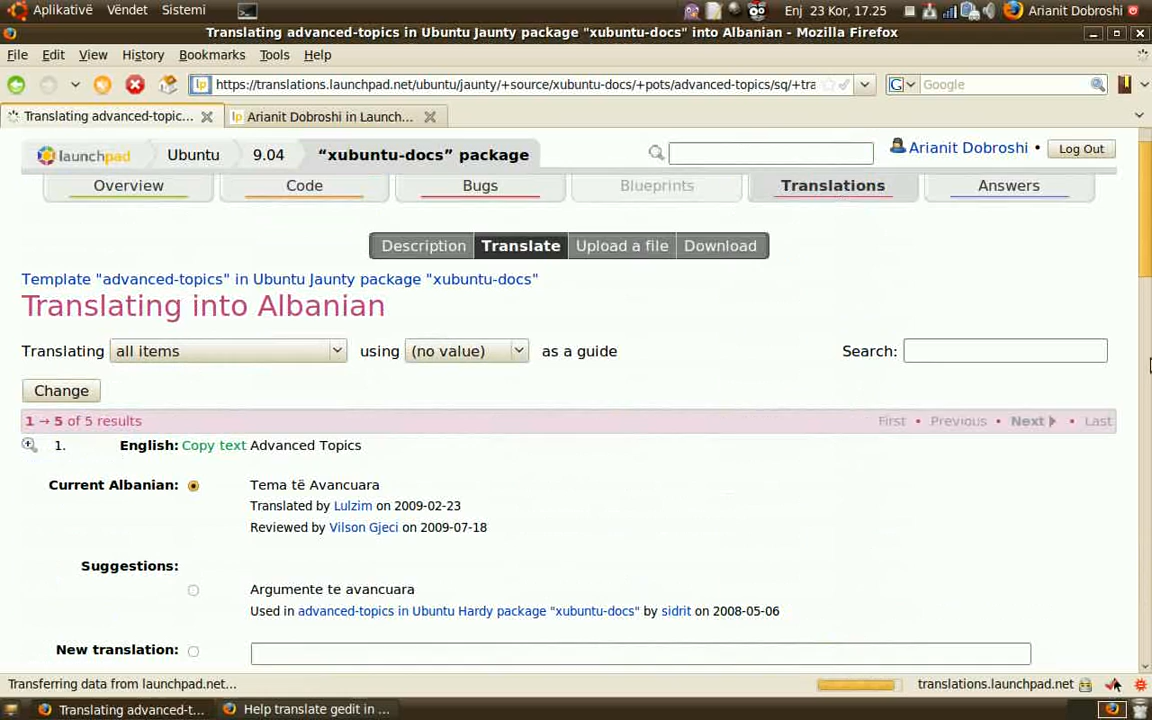 Aplikativë Vëndet Sistemi Enj 23 Kor, 17.25 Arianit Dobroshi
Translating advanced-topics in Ubuntu Jaunty package "xubuntu-docs" into Albanian - Mozilla Firefox
File Edit View History Bookmarks Tools Help
lp https://translations.launchpad.net/ubuntu/jaunty/+source/xubuntu-docs/+pots/advanced-topics/sq/+tra G Google
Translating advanced-topic... lp Arianit Dobroshi in Launch...
launchpad Ubuntu 9.04 “xubuntu-docs” package Arianit Dobroshi • Log Out
Overview Code Bugs Blueprints Translations Answers
Description Translate Upload a file Download
Template "advanced-topics" in Ubuntu Jaunty package "xubuntu-docs"
Translating into Albanian
Translating all items using (no value) as a guide Search:
Change
1 → 5 of 5 results First • Previous • Next • Last
1. English: Copy text Advanced Topics
Current Albanian: Tema të Avancuara
Translated by Lulzim on 2009-02-23
Reviewed by Vilson Gjeci on 2009-07-18
Suggestions:
Argumente te avancuara
Used in advanced-topics in Ubuntu Hardy package "xubuntu-docs" by sidrit on 2008-05-06
New translation:
Transferring data from launchpad.net... translations.launchpad.net
Translating advanced-t... Help translate gedit in ...